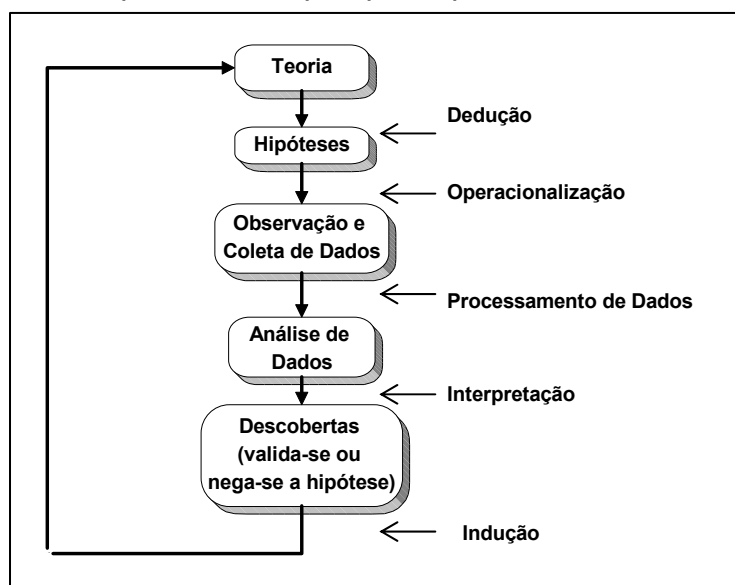 Teoria
Dedução
Hipóteses
Operacionalização
Observação e
Coleta de Dados
Processamento de Dados
Análise de
Dados
Interpretação
Descobertas
(valida-se ou
nega-se a hipótese)
Indução